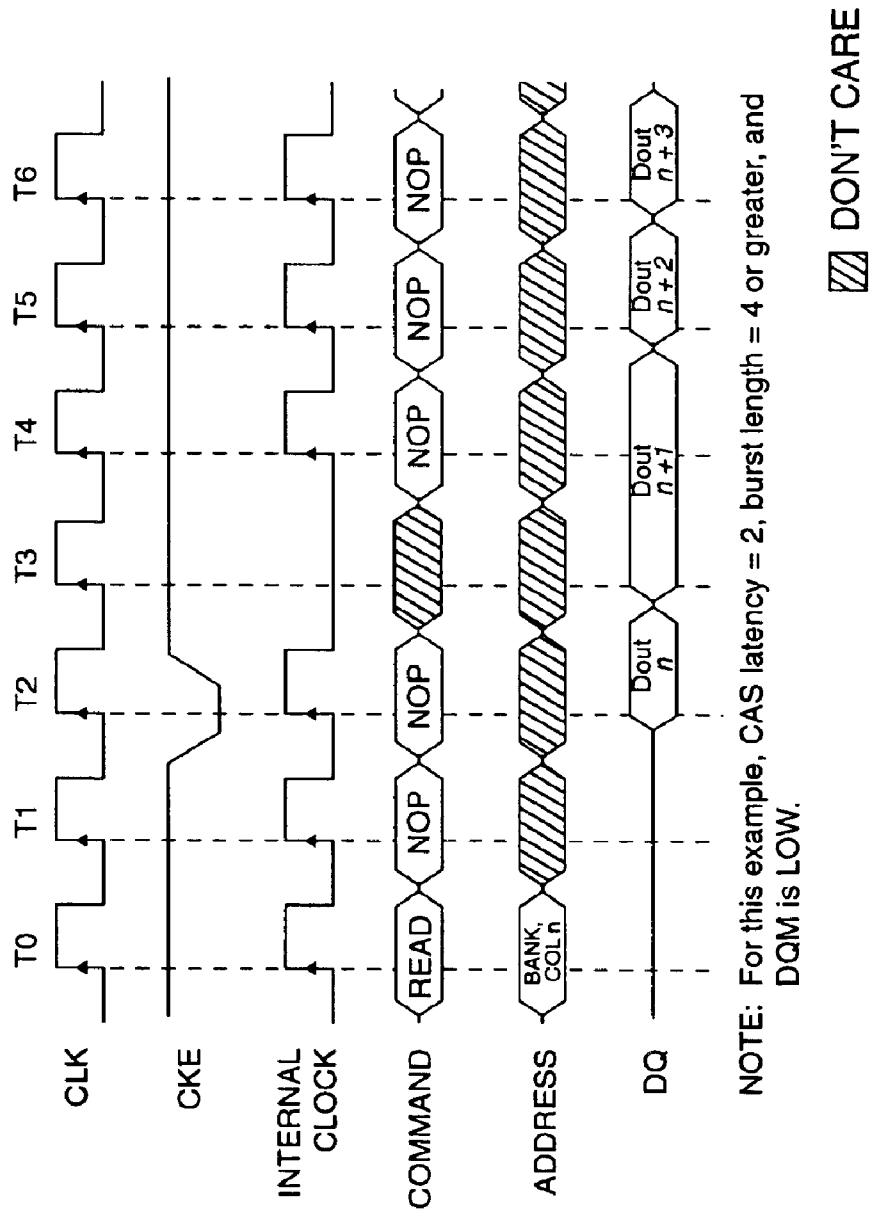 T0 T1 T2 T3 T4 T5 T6
CLK
CKE
INTERNAL
CLOCK
COMMAND
READ NOP NOP NOP NOP NOP
ADDRESS
BANK,
COL n
DQ
Dout Dout Dout Dout
n n+1 n + 2 n + 3
NOTE: For this example, CAS latency = 2, burst length = 4 or greater, and
DQM is LOW.
DON'T CARE